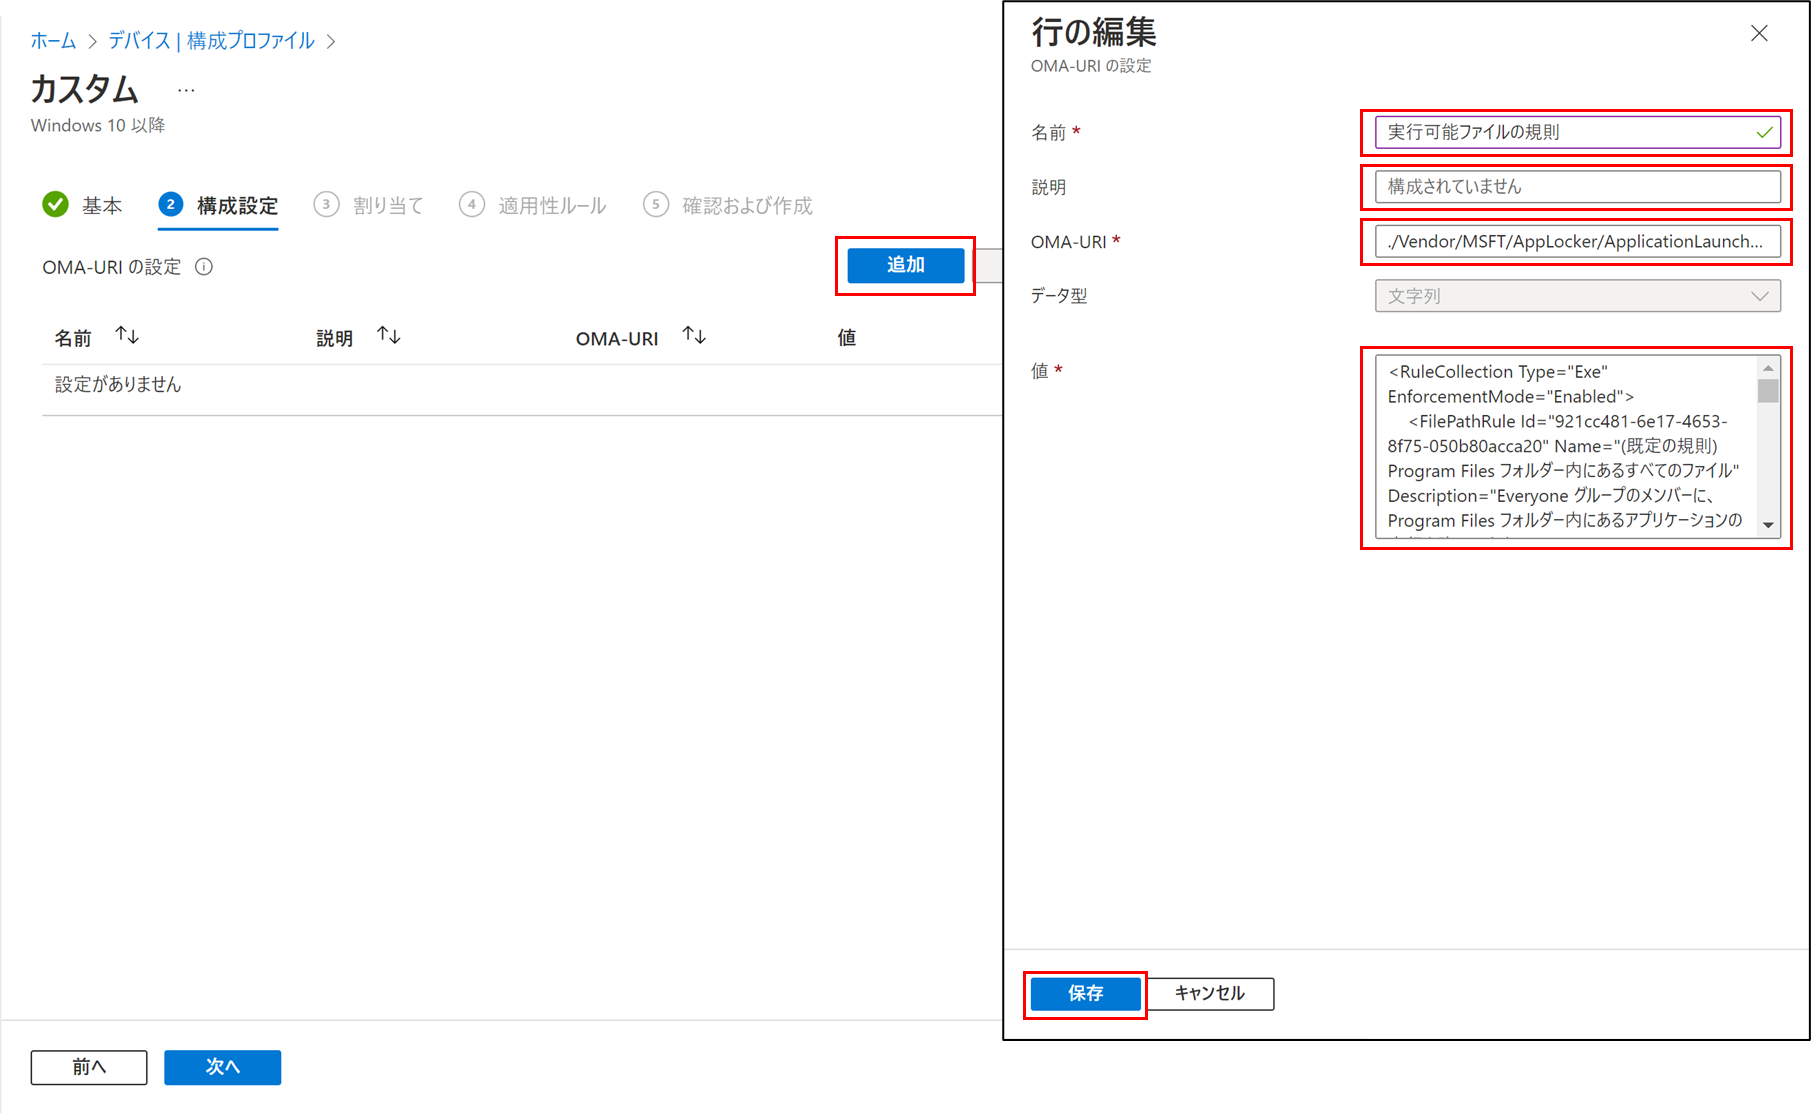 ホーム > デバイス | 構成プロファイル >
カスタム ...
Windows 10 以降
基本
2 構成設定
3 割り当て
4 適用性ルール
5 確認および作成
OMA-URI の設定
追加
名前 ↑↓ 説明 ↑↓ OMA-URI ↑↓ 値
設定がありません
前へ
次へ
行の編集
OMA-URI の設定
名前 *
実行可能ファイルの規則
説明
構成されていません
OMA-URI *
./Vendor/MSFT/AppLocker/ApplicationLaunch...
データ型
文字列
値 *
<RuleCollection Type="Exe"
EnforcementMode="Enabled">
<FilePathRule Id="921cc481-6e17-4653-
8f75-050b80acca20" Name="(既定の規則)
Program Files フォルダー内にあるすべてのファイル"
Description="Everyone グループのメンバーに、
Program Files フォルダー内にあるアプリケーションの
保存
キャンセル